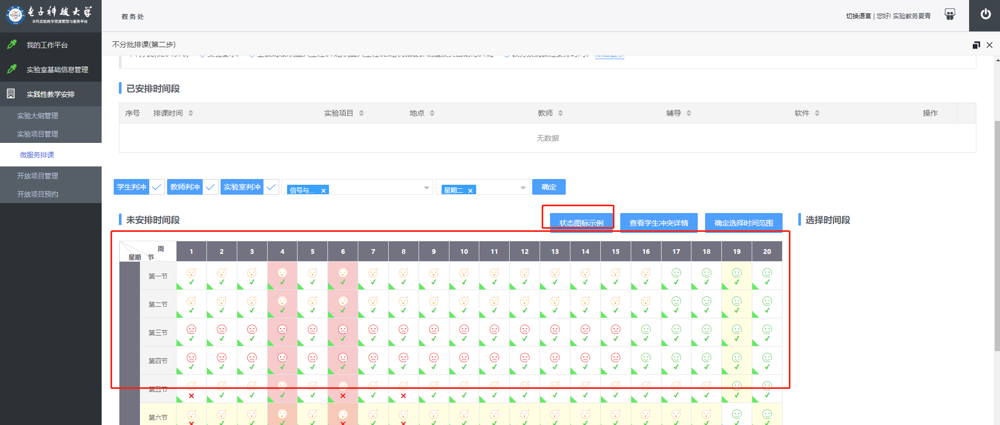 电子科技大学
本科实验教学资源管理与服务平台
教务处
切换语言 | 您好! 实验教务夏青
我的工作平台
实验室基础信息管理
实践性教学安排
实验大纲管理
实验项目管理
微服务排课
开放项目管理
开放项目预约
不分批排课(第二步)
已安排时间段
序号 排课时间 实验项目 地点 教师 辅导 软件 操作
无数据
学生判冲 教师判冲 实验室判冲 信号与... × 星期二 × 确定
未安排时间段 状态图标示例 查看学生冲突详情 确定选择时间范围 选择时间段
周
星期 节
1 2 3 4 5 6 7 8 9 10 11 12 13 14 15 16 17 18 19 20
第一节
第二节
第三节
第四节
第五节
第六节